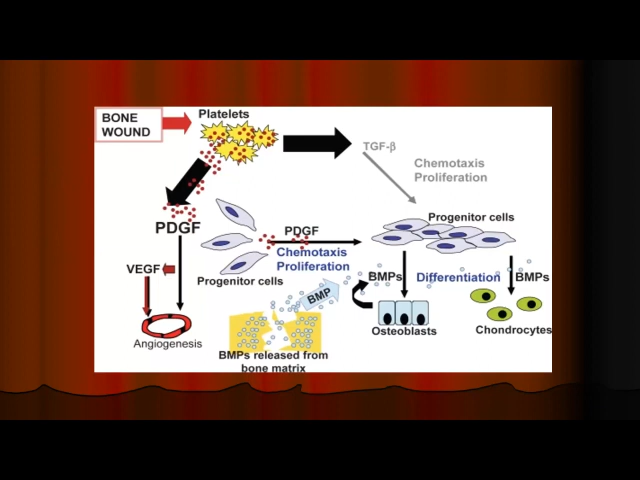 BONE
WOUND
Platelets
TGF-β
Chemotaxis
Proliferation
PDGF
PDGF
Chemotaxis
Proliferation
Progenitor cells
Progenitor cells
VEGF
Angiogenesis
BMP
BMPs released from
bone matrix
BMPs
Differentiation
BMPs
Osteoblasts
Chondrocytes